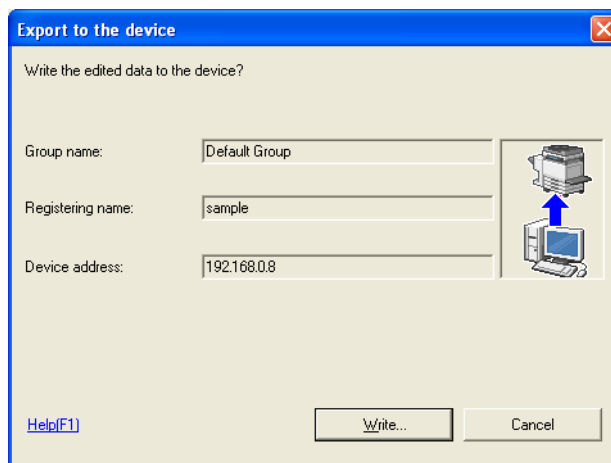 Export to the device
Write the edited data to the device?
Group name: Default Group
Registering name: sample
Device address: 192.168.0.8
Help(F1) Write... Cancel